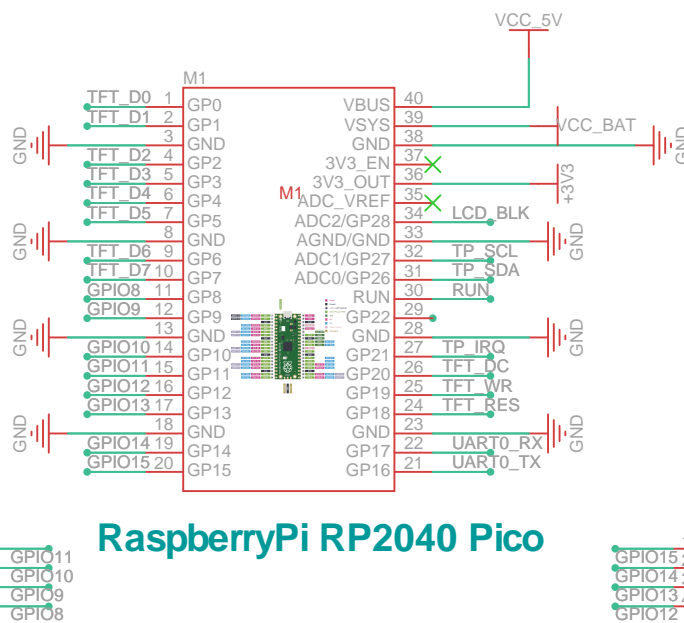 VCC_5V
M1
TFT_D0 1 GP0 VBUS 40
TFT_D1 2 GP1 VSYS 39 VCC_BAT
GND 3 GND GND 38 GND
TFT_D2 4 GP2 3V3_EN 37
TFT_D3 5 GP3 3V3_OUT 36 +3V3
TFT_D4 6 GP4 M1 ADC_VREF 35
TFT_D5 7 GP5 ADC2/GP28 34 LCD_BLK
GND 8 GND AGND/GND 33 GND
TFT_D6 9 GP6 ADC1/GP27 32 TP_SCL
TFT_D7 10 GP7 ADC0/GP26 31 TP_SDA
GPIO8 11 GP8 RUN 30 RUN
GPIO9 12 GP9 GP22 29
GND 13 GND GND 28 GND
GPIO10 14 GP10 GP21 27 TP_IRQ
GPIO11 15 GP11 GP20 26 TFT_DC
GPIO12 16 GP12 GP19 25 TFT_WR
GPIO13 17 GP13 GP18 24 TFT_RES
GND 18 GND GND 23 GND
GPIO14 19 GP14 GP17 22 UART0_RX
GPIO15 20 GP15 GP16 21 UART0_TX
RaspberryPi RP2040 Pico
GPIO11 GPIO15
GPIO10 GPIO14
GPIO9 GPIO13
GPIO8 GPIO12